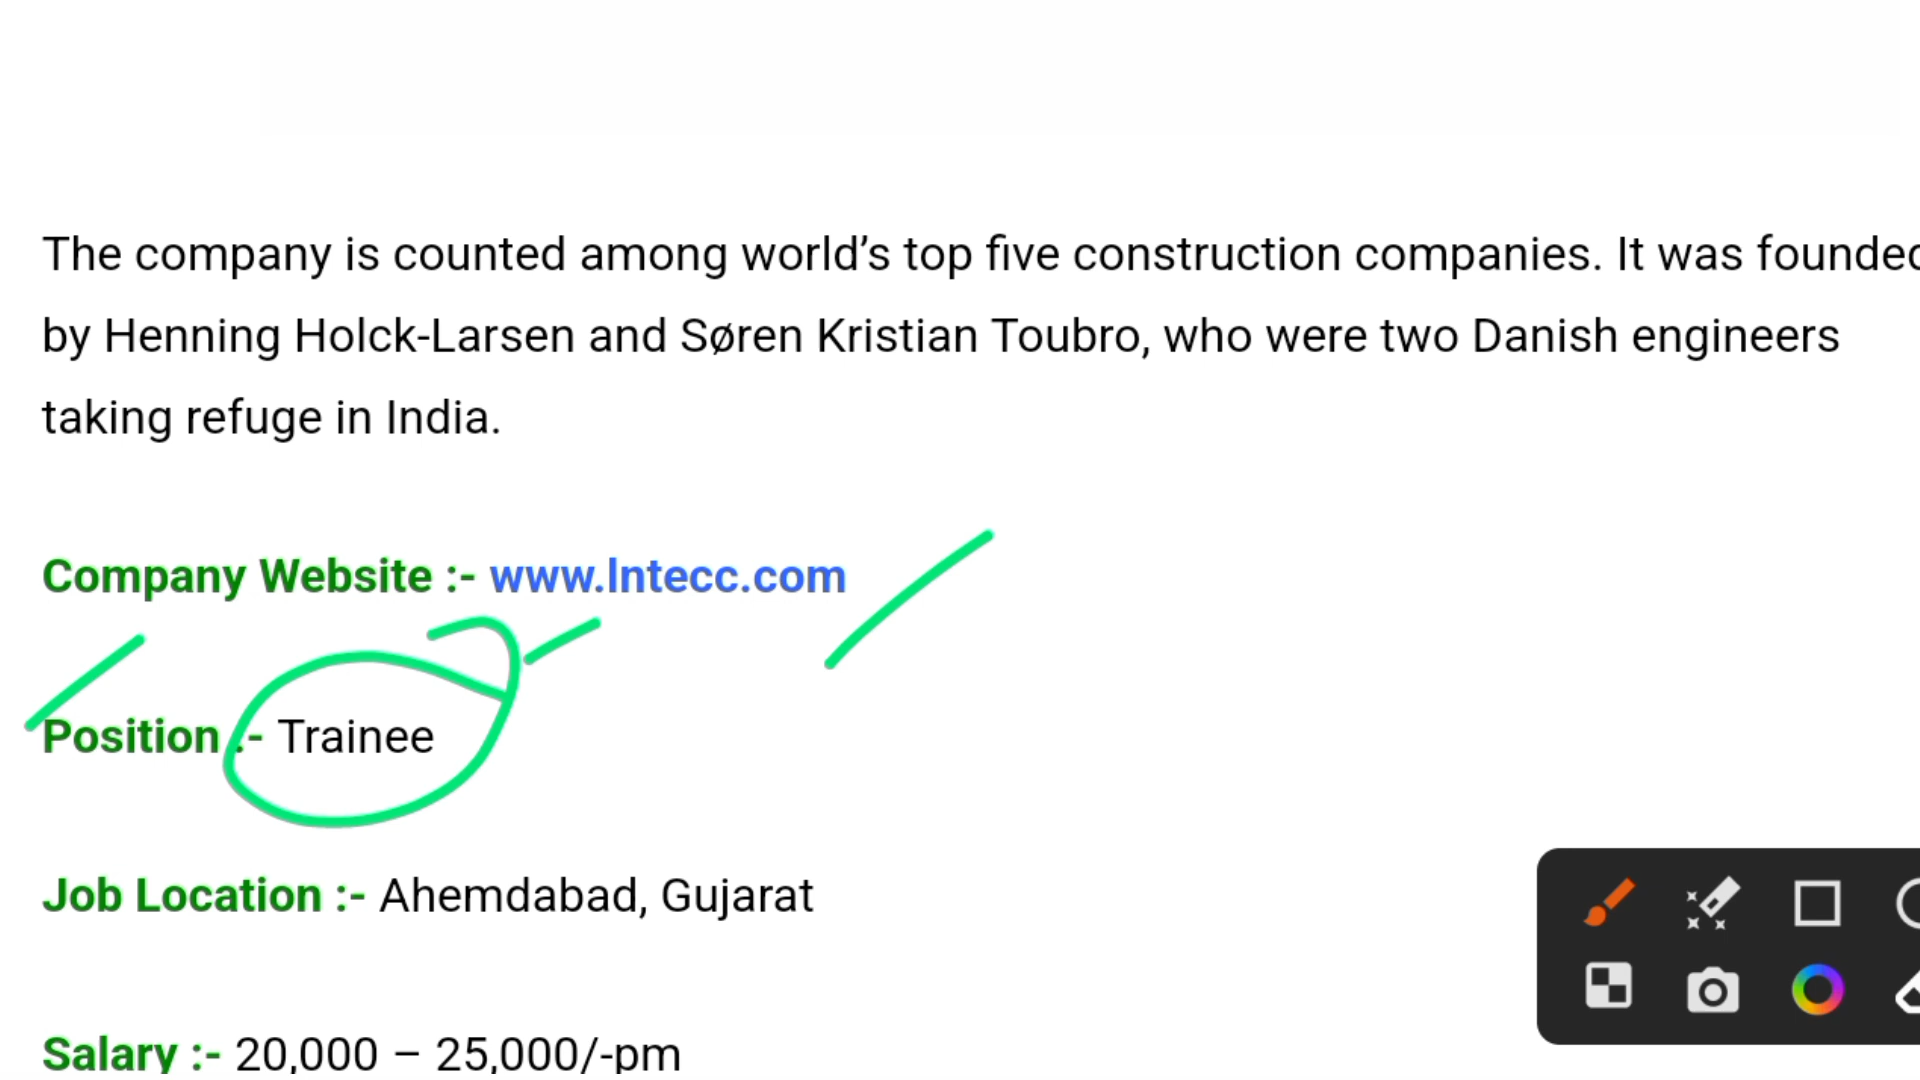 The company is counted among world’s top five construction companies. It was founded
by Henning Holck-Larsen and Søren Kristian Toubro, who were two Danish engineers
taking refuge in India.
Company Website :- www.lntecc.com
Position :- Trainee
Job Location :- Ahemdabad, Gujarat
Salary :- 20,000 – 25,000/-pm